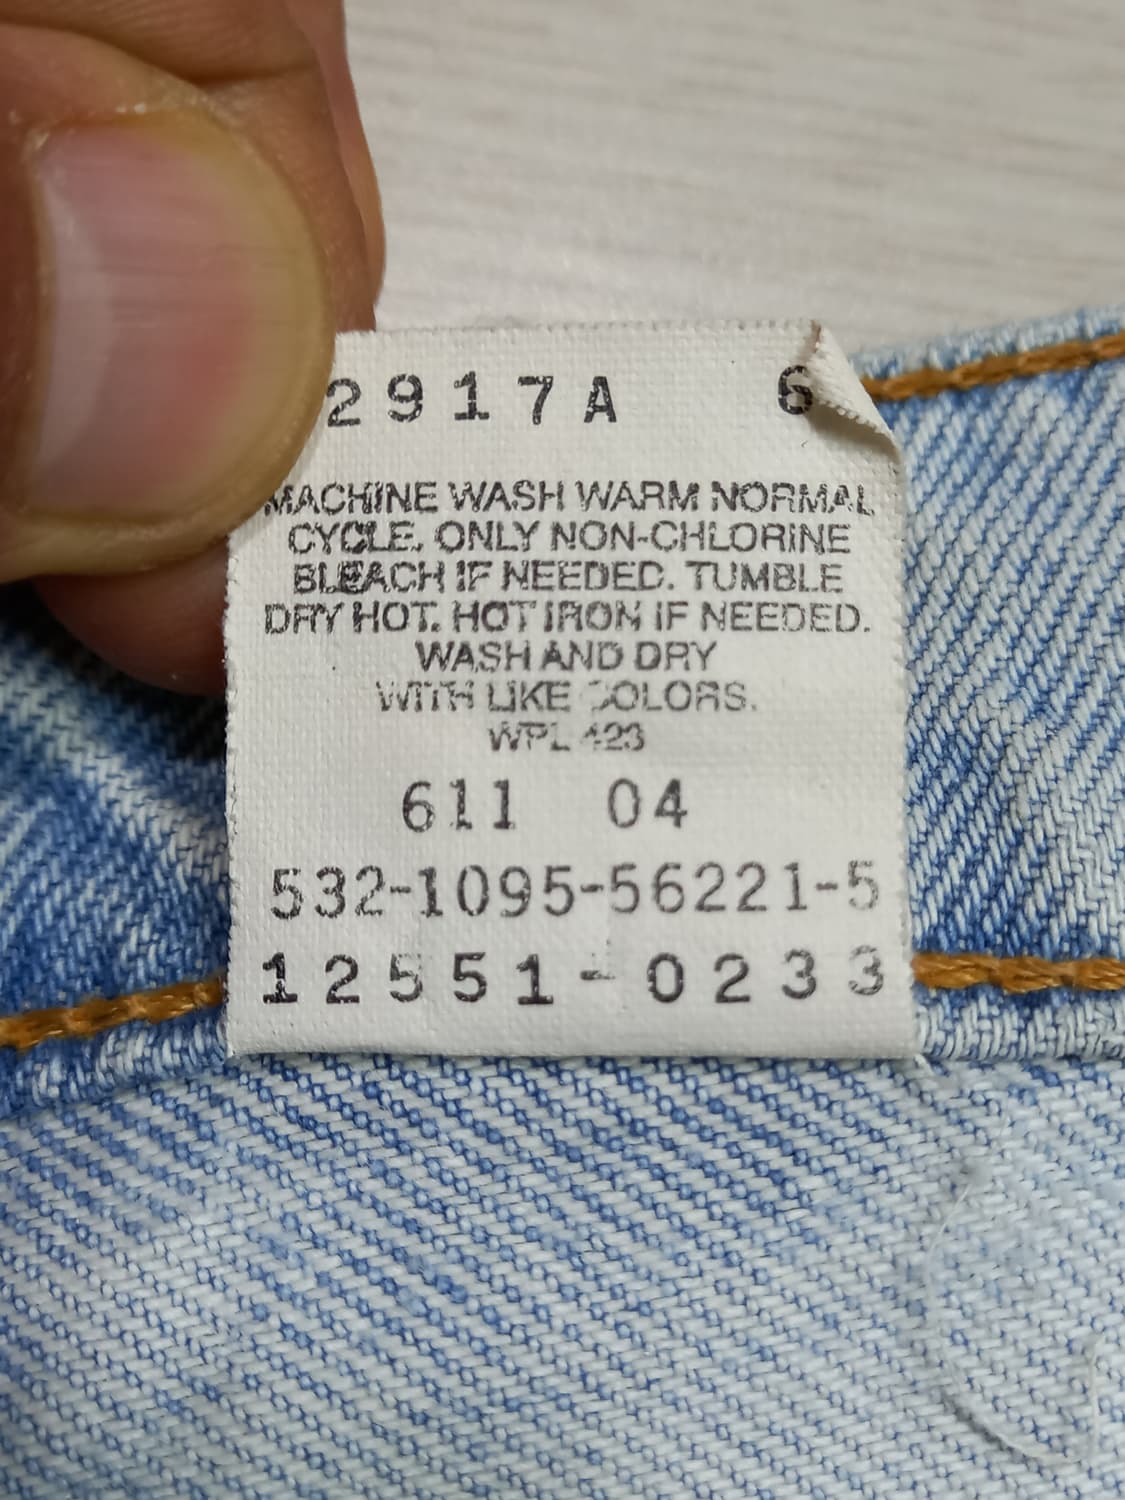 2917A 6
MACHINE WASH WARM NORMAL
CYCLE. ONLY NON-CHLORINE
BLEACH IF NEEDED. TUMBLE
DRY HOT. HOT IRON IF NEEDED.
WASH AND DRY
WITH LIKE COLORS.
WPL 423
611 04
532-1095-56221-5
12551-0233